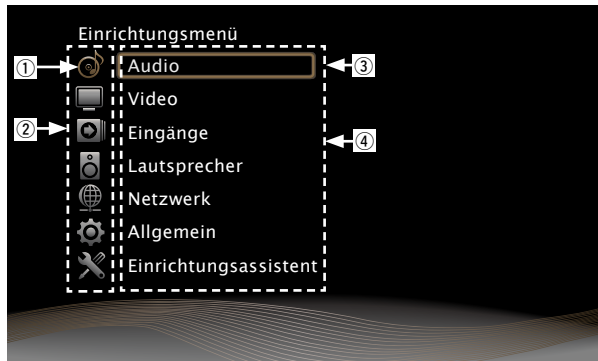 Einrichtungsmenü
① Audio ③
Video
② Eingänge ④
Lautsprecher
Netzwerk
Allgemein
Einrichtungsassistent